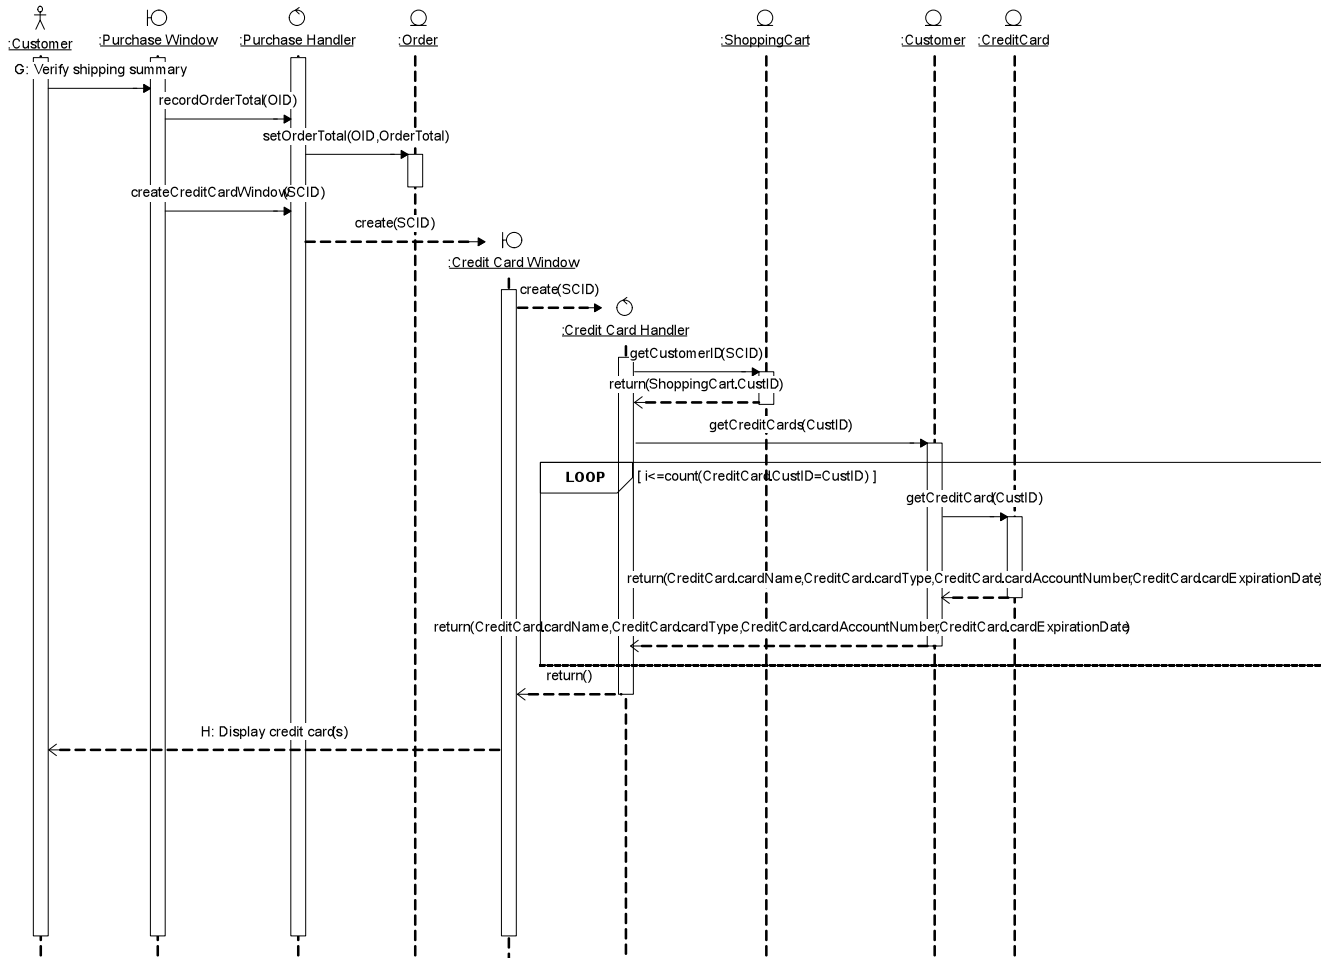 :Customer
:Purchase Window
:Purchase Handler
:Order
:ShoppingCart
:Customer
:CreditCard
G: Verify shipping summary
recordOrderTotal(OID)
setOrderTotal(OID,OrderTotal)
createCreditCardWindow(SCID)
create(SCID)
:Credit Card Window
create(SCID)
:Credit Card Handler
getCustomerID(SCID)
return(ShoppingCart.CustID)
getCreditCards(CustID)
LOOP
[ i<=count(CreditCard.CustID=CustID) ]
getCreditCard(CustID)
return(CreditCard.cardName,CreditCard.cardType,CreditCard.cardAccountNumber,CreditCard.cardExpirationDate)
return(CreditCard.cardName,CreditCard.cardType,CreditCard.cardAccountNumber,CreditCard.cardExpirationDate)
return()
H: Display credit card(s)